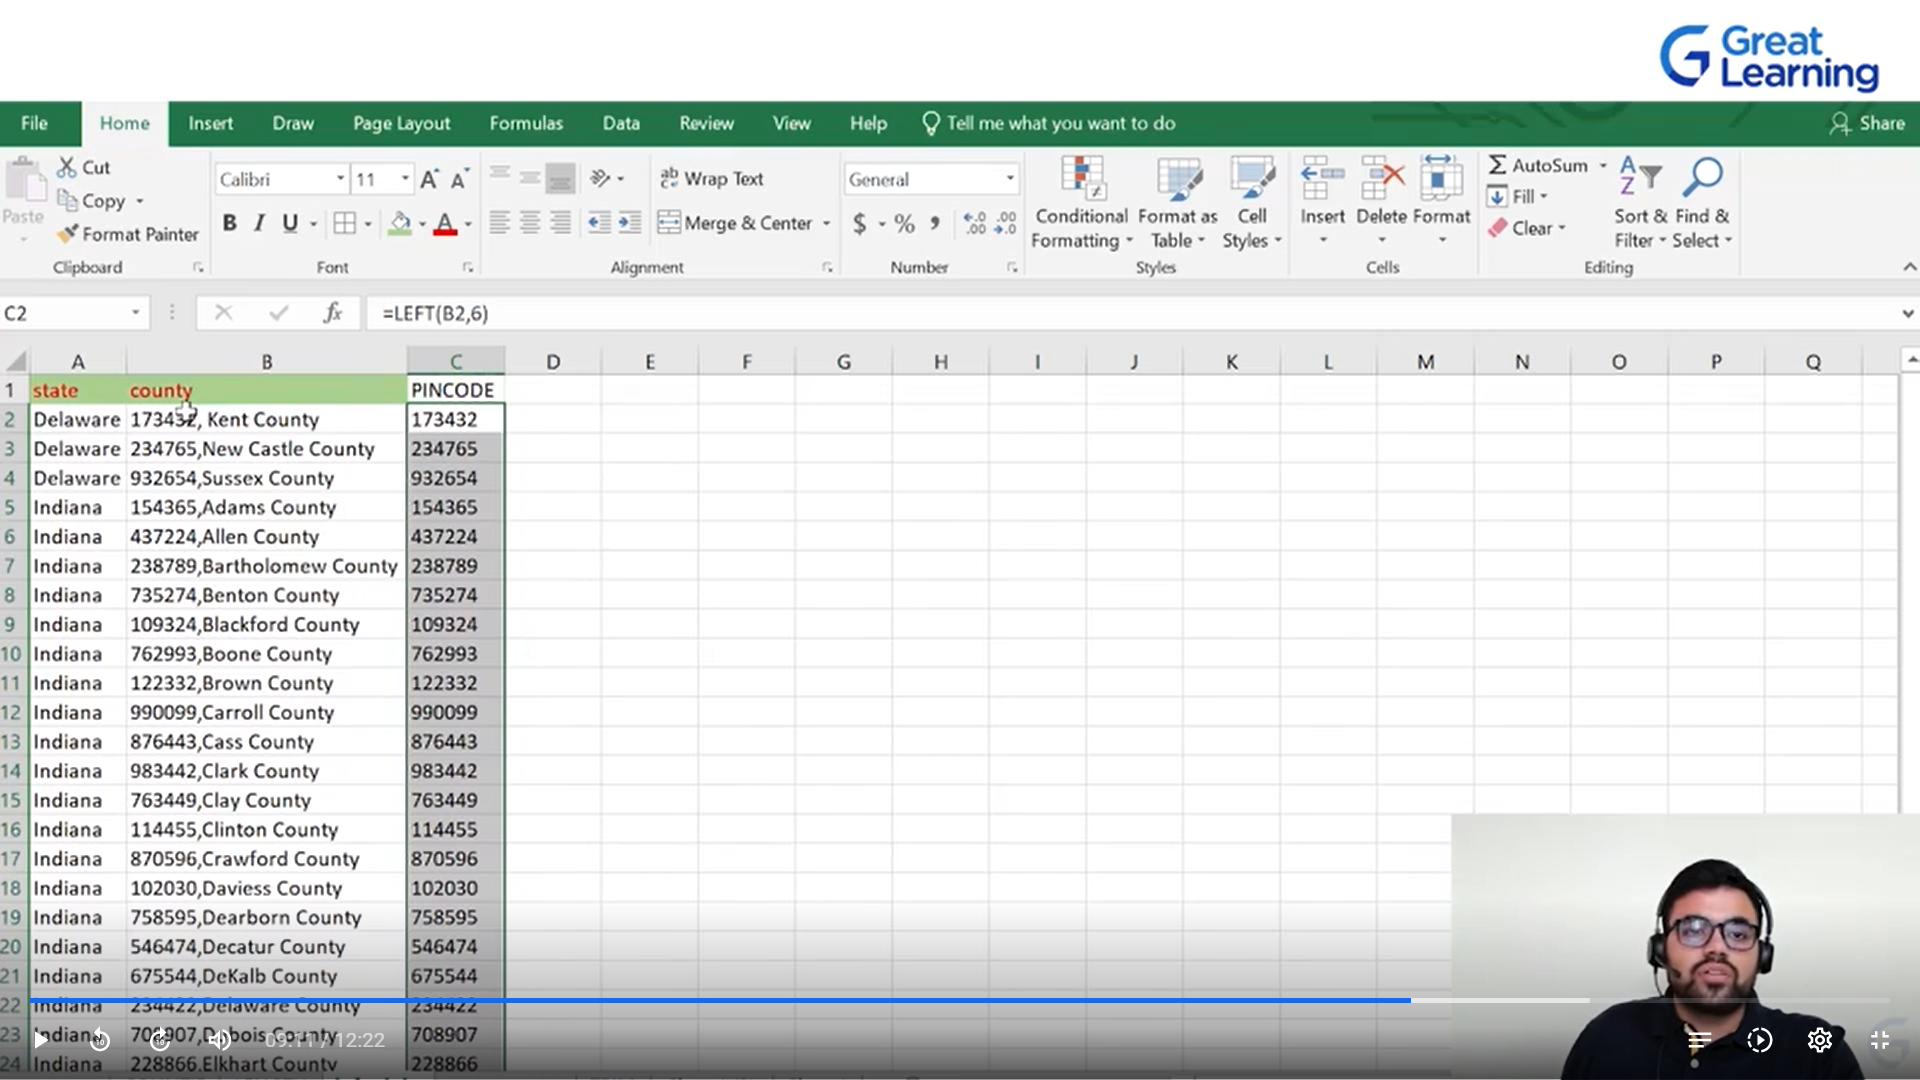 Great
Learning
File Home Insert Draw Page Layout Formulas Data Review View Help Tell me what you want to do Share
Cut
Copy
Format Painter
Paste
Clipboard
Calibri 11
B I U
Font
Wrap Text
Merge & Center
Alignment
General
$ % ,
Number
Conditional Formatting
Format as Table
Cell Styles
Styles
Insert Delete Format
Cells
AutoSum
Fill
Clear
Sort & Filter
Find & Select
Editing
C2 fx =LEFT(B2,6)
A B C D E F G H I J K L M N O P Q
1 state county PINCODE
2 Delaware 173432, Kent County 173432
3 Delaware 234765,New Castle County 234765
4 Delaware 932654,Sussex County 932654
5 Indiana 154365,Adams County 154365
6 Indiana 437224,Allen County 437224
7 Indiana 238789,Bartholomew County 238789
8 Indiana 735274,Benton County 735274
9 Indiana 109324,Blackford County 109324
10 Indiana 762993,Boone County 762993
11 Indiana 122332,Brown County 122332
12 Indiana 990099,Carroll County 990099
13 Indiana 876443,Cass County 876443
14 Indiana 983442,Clark County 983442
15 Indiana 763449,Clay County 763449
16 Indiana 114455,Clinton County 114455
17 Indiana 870596,Crawford County 870596
18 Indiana 102030,Daviess County 102030
19 Indiana 758595,Dearborn County 758595
20 Indiana 546474,Decatur County 546474
21 Indiana 675544,DeKalb County 675544
22 Indiana 234422,Delaware County 234422
23 Indiana 708907,Dubois County 708907
24 Indiana 228866,Elkhart County 228866
09:11 / 12:22